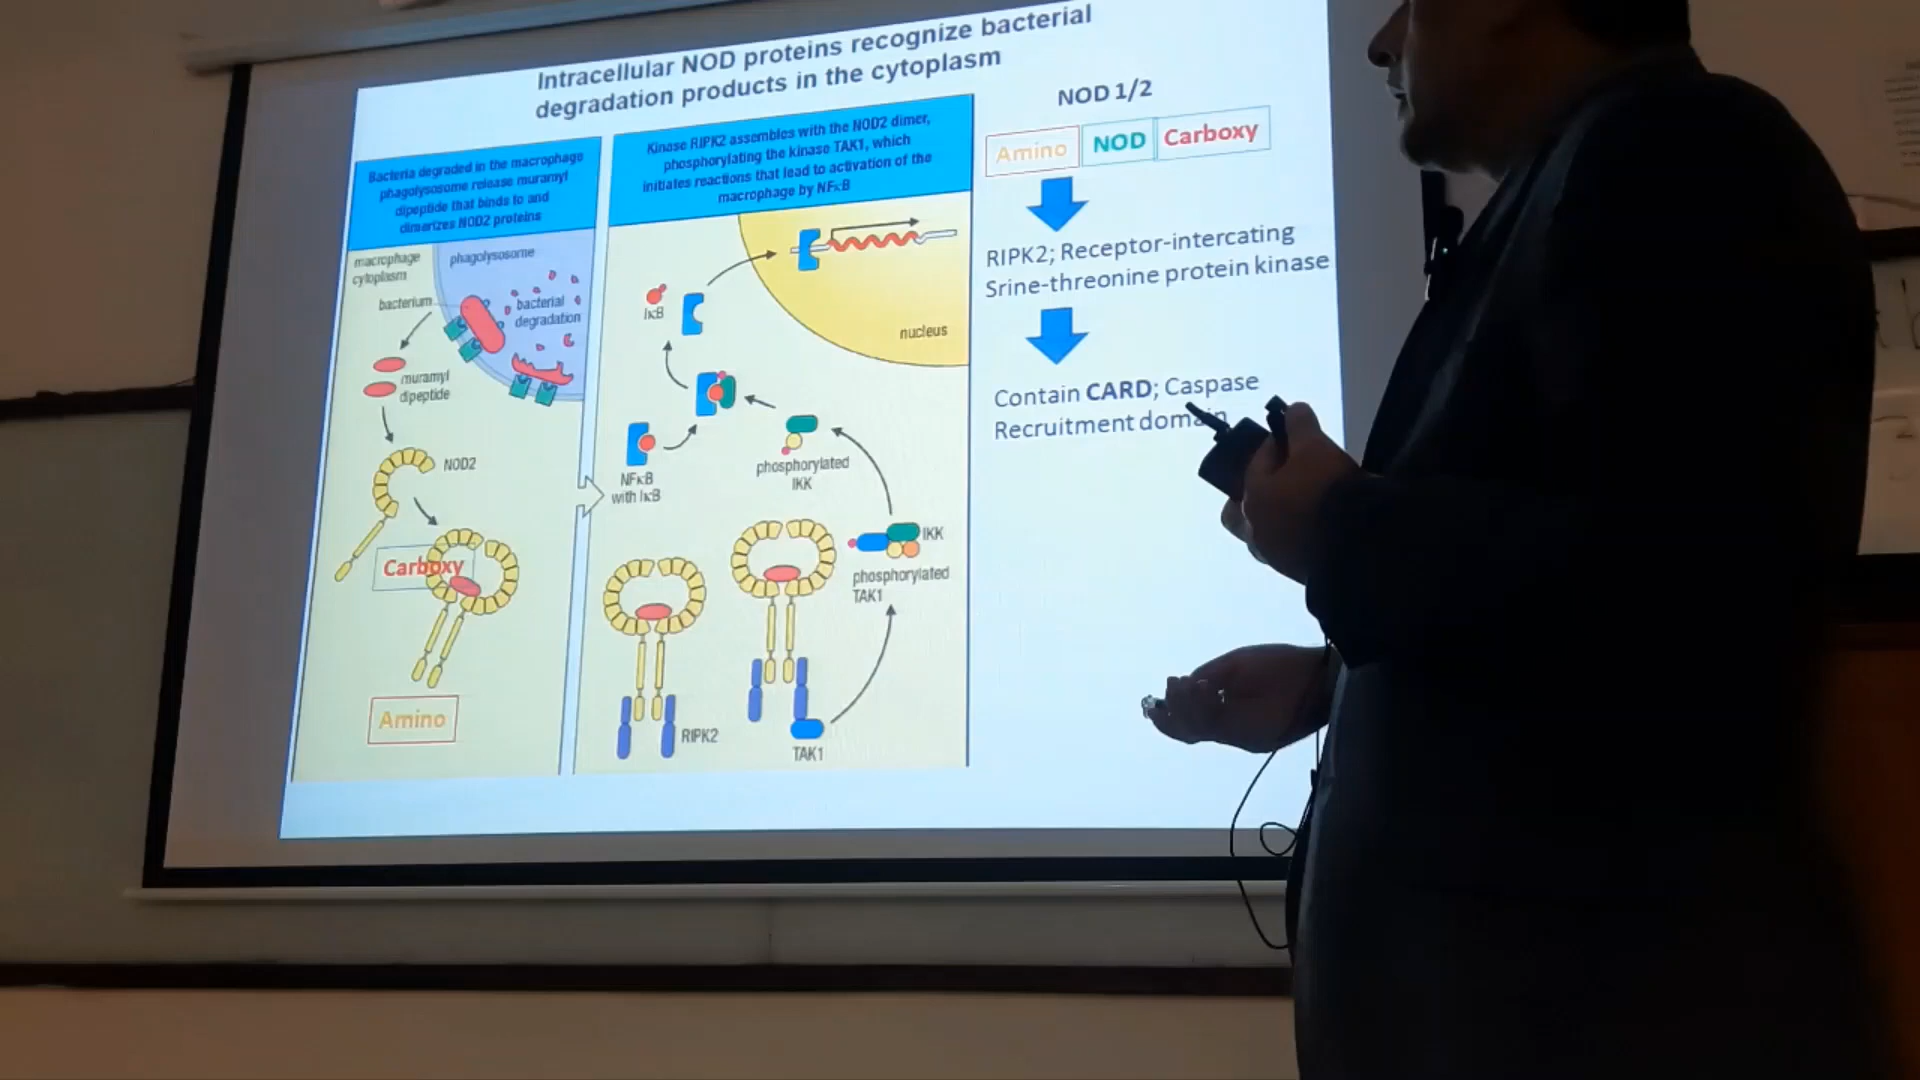 Intracellular NOD proteins recognize bacterial
degradation products in the cytoplasm
Bacteria degraded in the macrophage
phagolysosome release muramyl
dipeptide that binds to and
dimerizes NOD2 proteins
macrophage
cytoplasm
phagolysosome
bacterium
bacterial
degradation
muramyl
dipeptide
NOD2
Carboxy
Amino
Kinase RIPK2 assembles with the NOD2 dimer,
phosphorylating the kinase TAK1, which
initiates reactions that lead to activation of the
macrophage by NFκB
IκB
nucleus
NFκB
with IκB
phosphorylated
IKK
IKK
phosphorylated
TAK1
RIPK2
TAK1
NOD 1/2
Amino NOD Carboxy
RIPK2; Receptor-intercating
Srine-threonine protein kinase
Contain CARD; Caspase
Recruitment domain